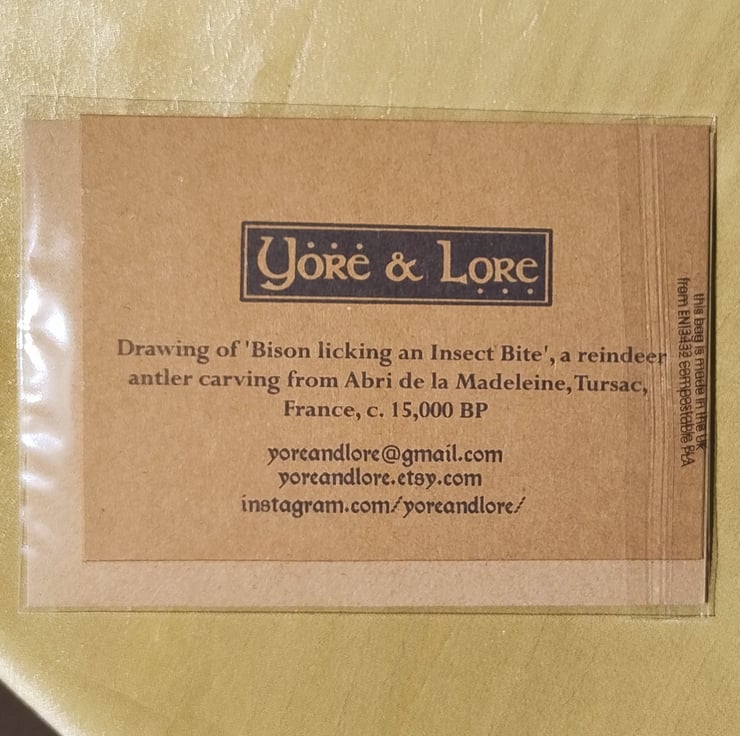 Yore & Lore
Drawing of 'Bison licking an Insect Bite', a reindeer
antler carving from Abri de la Madeleine, Tursac,
France, c. 15,000 BP
yoreandlore@gmail.com
yoreandlore.etsy.com
instagram.com/yoreandlore/
this bag is made in the UK
from EN13432 compostable PLA